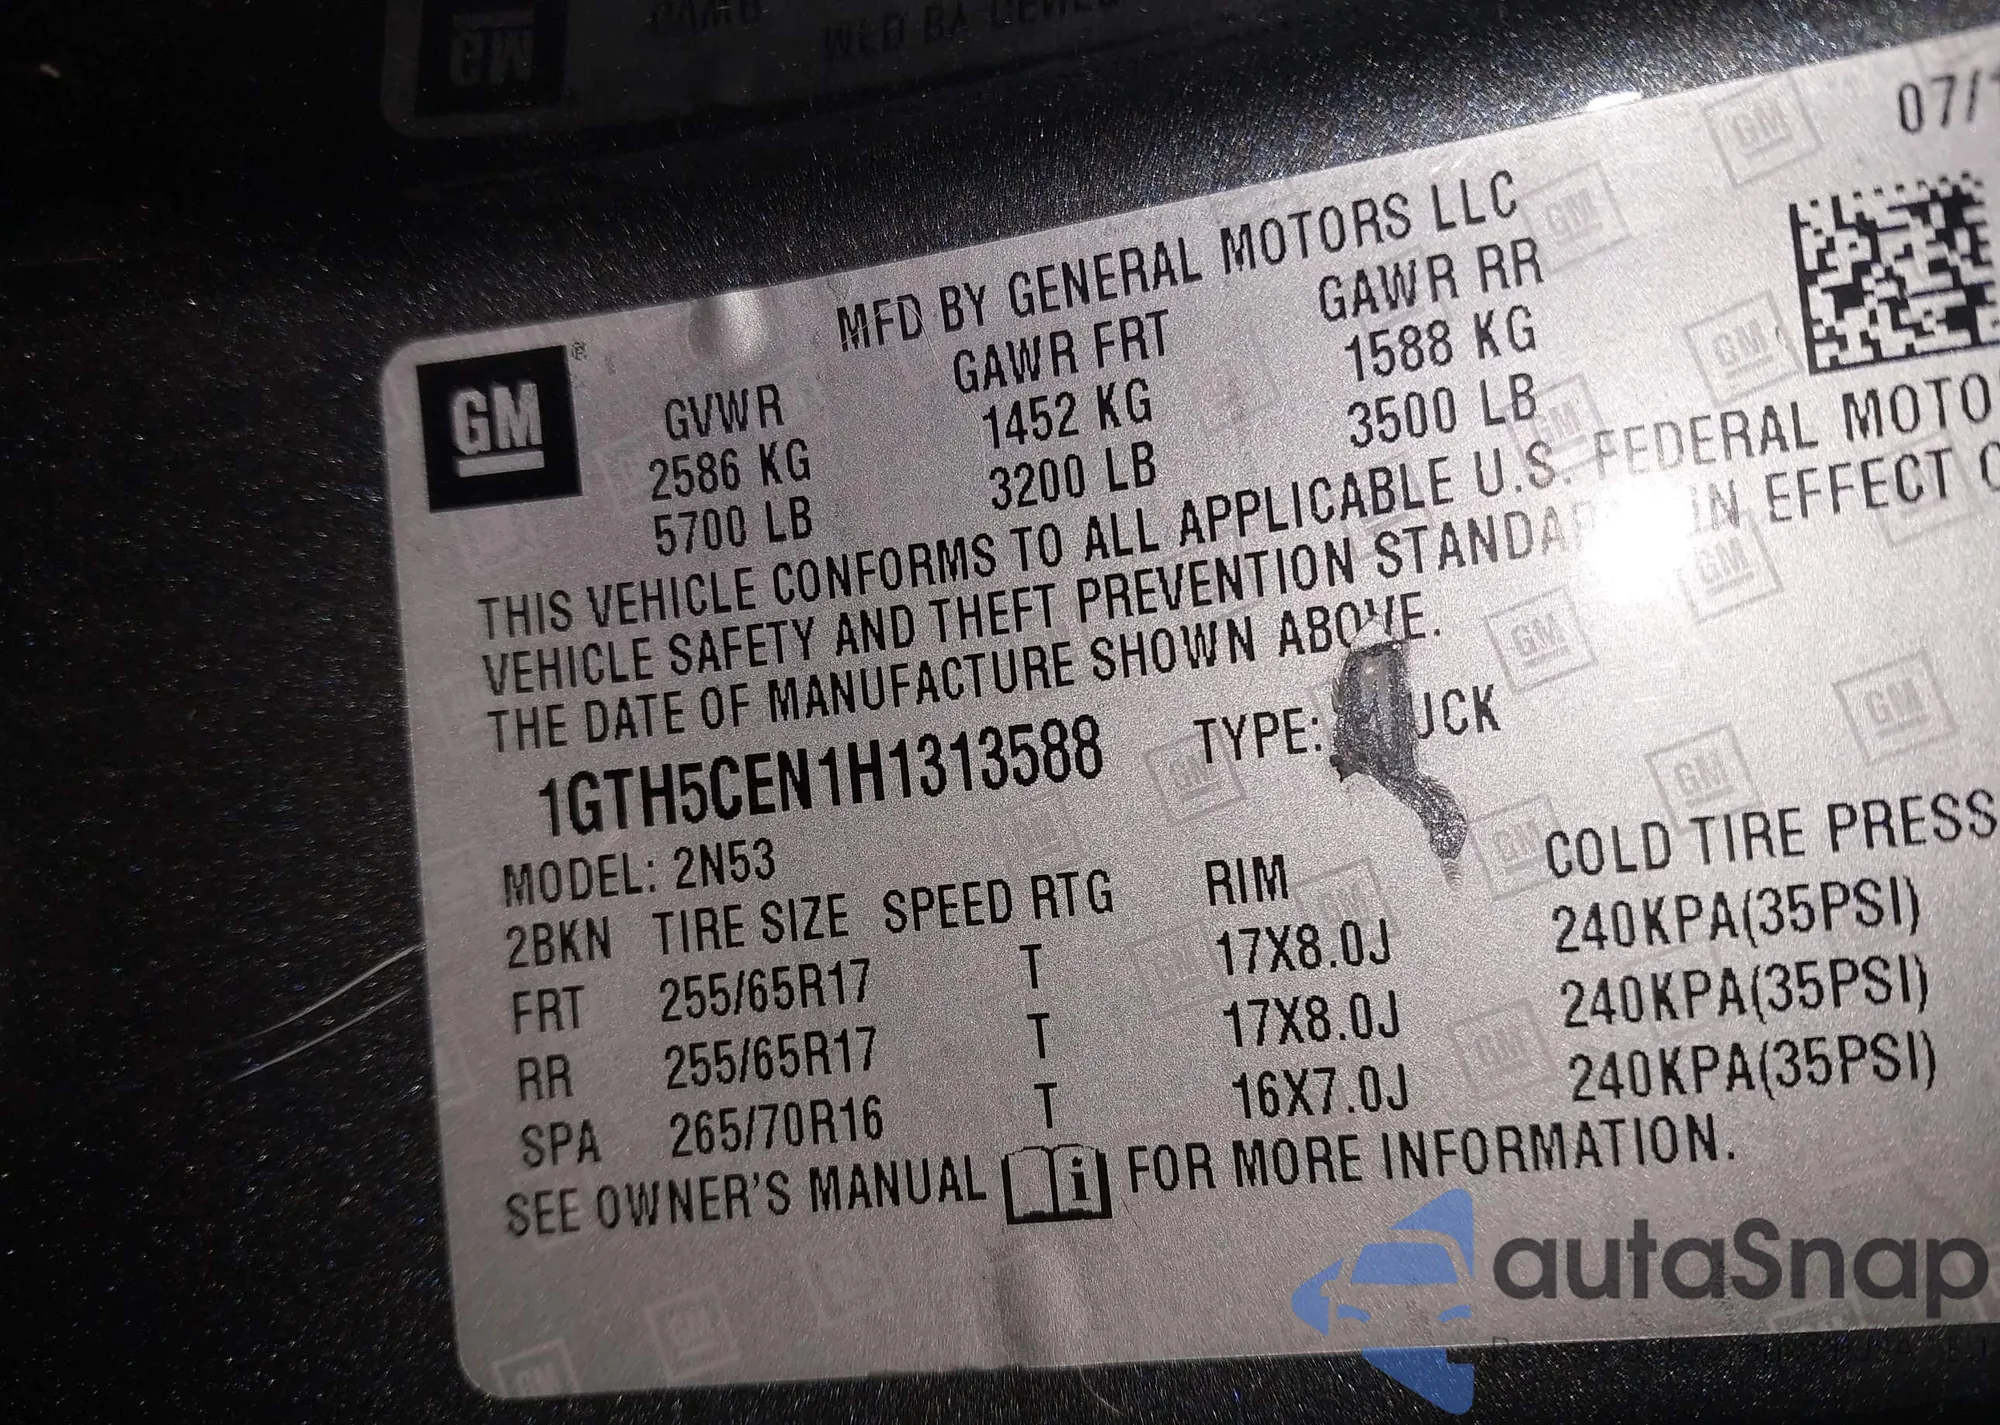 07/1
MFD BY GENERAL MOTORS LLC
GM ®
GVWR GAWR FRT GAWR RR
2586 KG 1452 KG 1588 KG
5700 LB 3200 LB 3500 LB
THIS VEHICLE CONFORMS TO ALL APPLICABLE U.S. FEDERAL MOTO
VEHICLE SAFETY AND THEFT PREVENTION STANDA IN EFFECT O
THE DATE OF MANUFACTURE SHOWN ABOVE.
1GTH5CEN1H1313588 TYPE: UCK
MODEL: 2N53
2BKN TIRE SIZE SPEED RTG RIM COLD TIRE PRESS
FRT 255/65R17 T 17X8.0J 240KPA(35PSI)
RR 255/65R17 T 17X8.0J 240KPA(35PSI)
SPA 265/70R16 T 16X7.0J 240KPA(35PSI)
SEE OWNER'S MANUAL i FOR MORE INFORMATION.
autaSnap